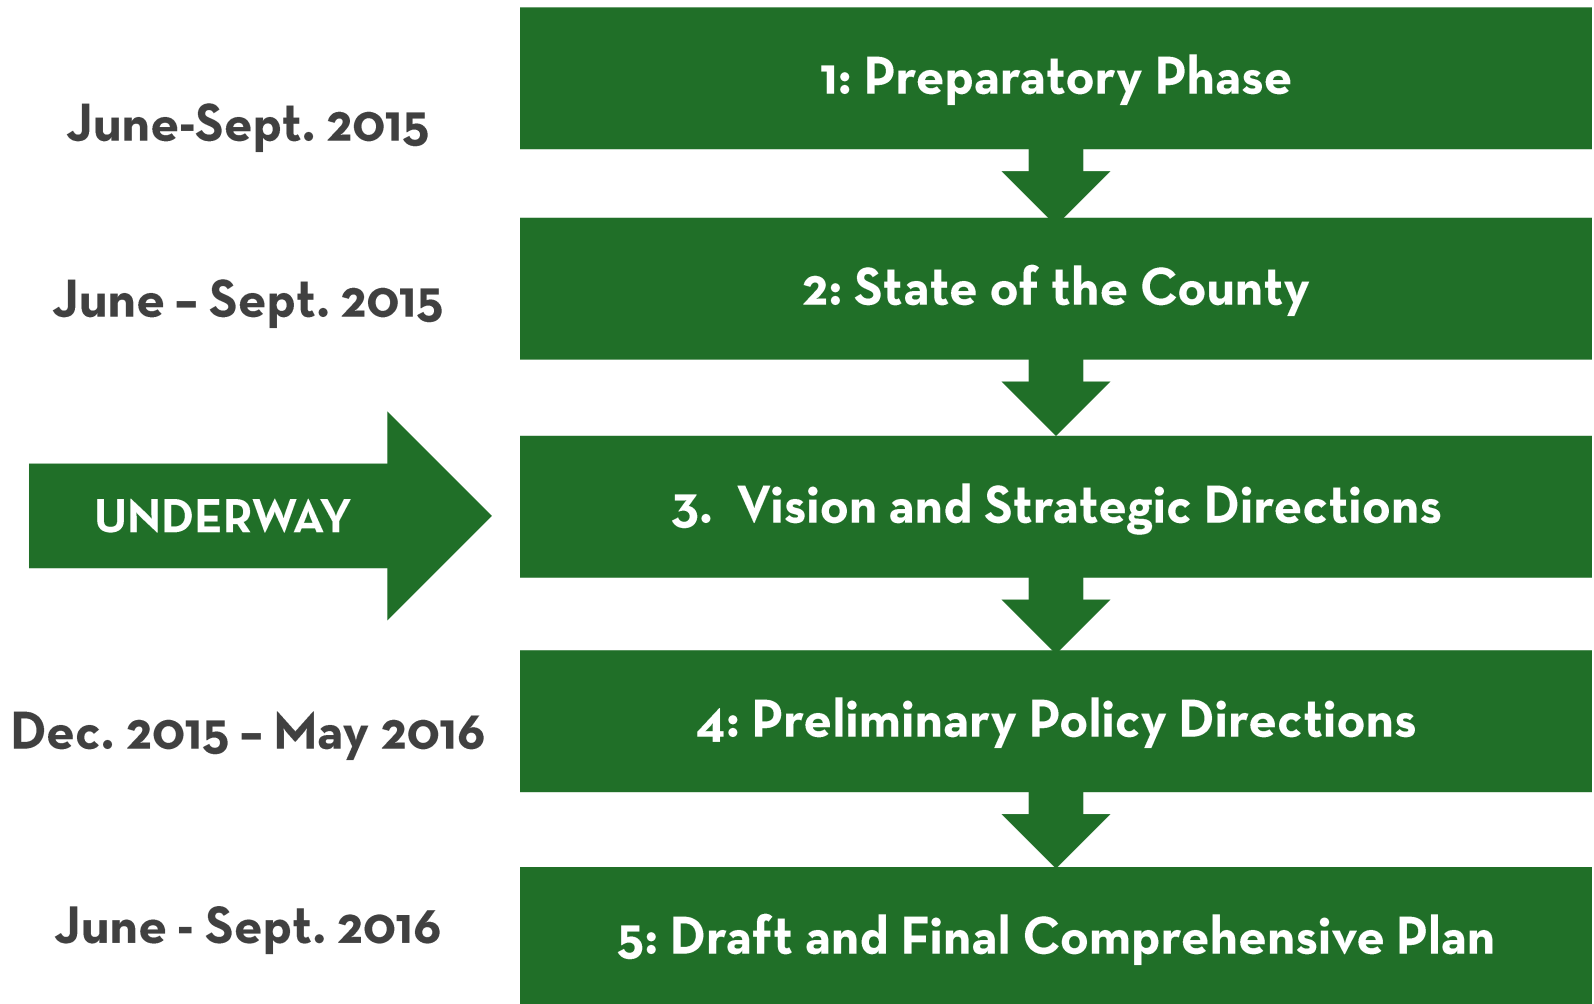 1: Preparatory Phase
June-Sept. 2015
2: State of the County
June – Sept. 2015
UNDERWAY
3. Vision and Strategic Directions
4: Preliminary Policy Directions
Dec. 2015 – May 2016
June - Sept. 2016
5: Draft and Final Comprehensive Plan